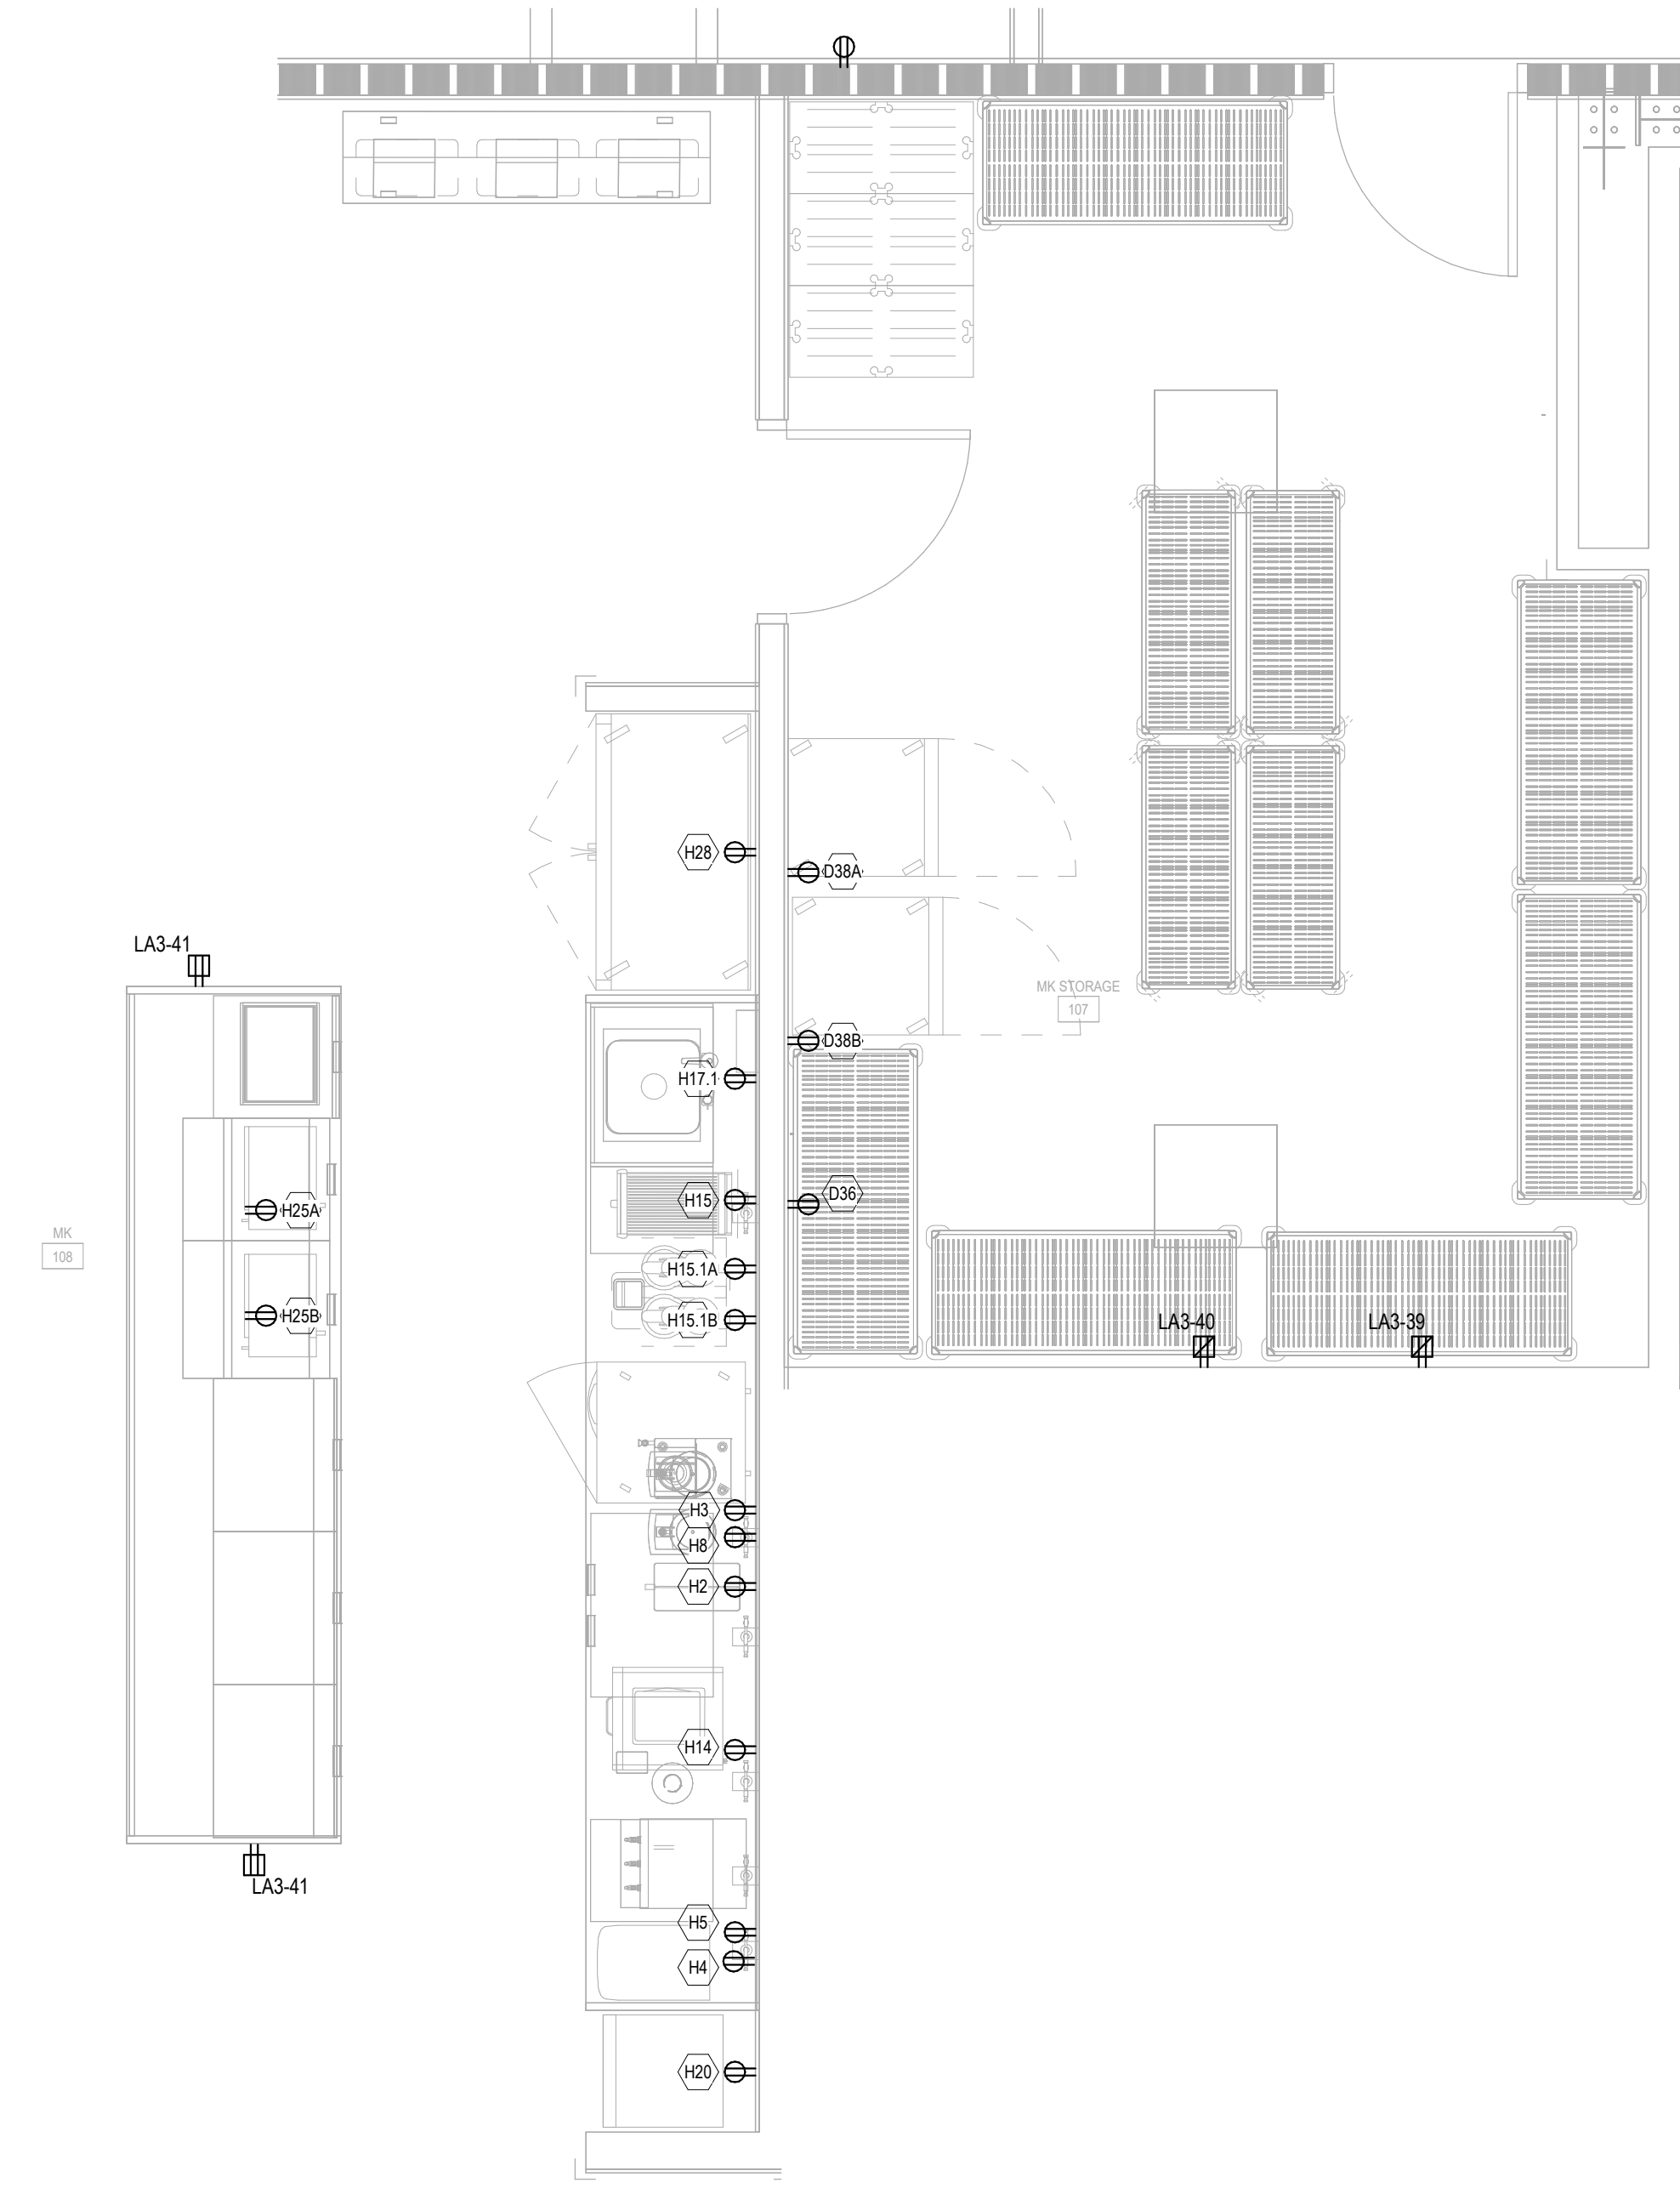 H28
D38A
LA3-41
MK STORAGE
107
D38B
H17.1
H15
D36
H25A
MK
108
H15.1A
H25B
H15.1B
LA3-40
LA3-39
H3
H8
H2
H14
LA3-41
H5
H4
H20